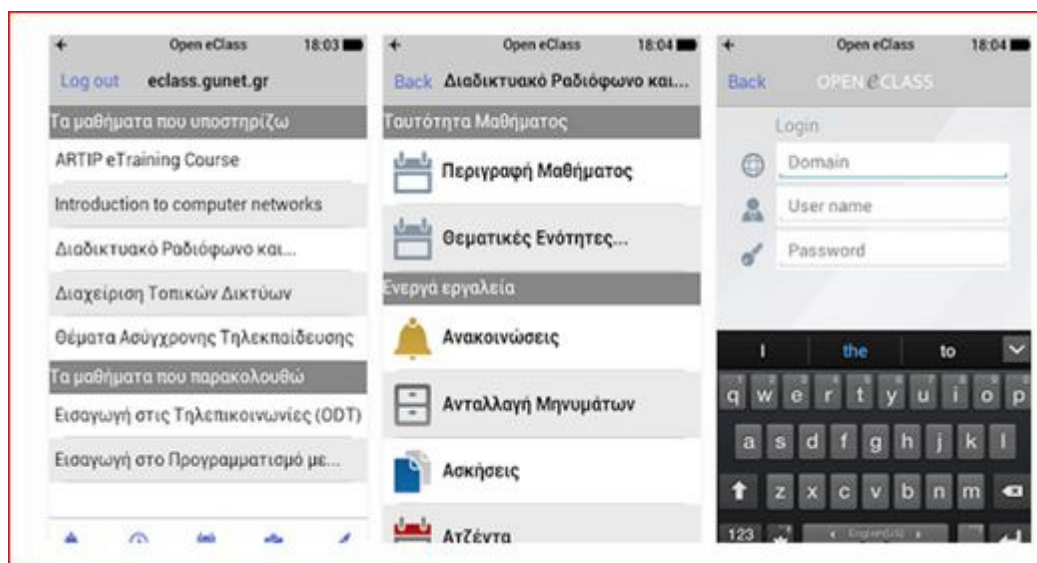 Open eClass 18:03
Log out eclass.gunet.gr
Τα μαθήματα που υποστηρίζω
ARTIP eTraining Course
Introduction to computer networks
Διαδικτυακό Ραδιόφωνο και...
Διαχείριση Τοπικών Δικτύων
Θέματα Ασύγχρονης Τηλεκπαίδευσης
Τα μαθήματα που παρακολουθώ
Εισαγωγή στις Τηλεπικοινωνίες (ODT)
Εισαγωγή στο Προγραμματισμό με...
Open eClass 18:04
Back Διαδικτυακό Ραδιόφωνο και...
Ταυτότητα Μαθήματος
Περιγραφή Μαθήματος
Θεματικές Ενότητες...
Ενεργά εργαλεία
Ανακοινώσεις
Ανταλλαγή Μηνυμάτων
Ασκήσεις
Ατζέντα
Open eClass 18:04
Back OPEN eCLASS
Login
Domain
User name
Password
I the to
q w e r t y u i o p
a s d f g h j k l
z x c v b n m
123